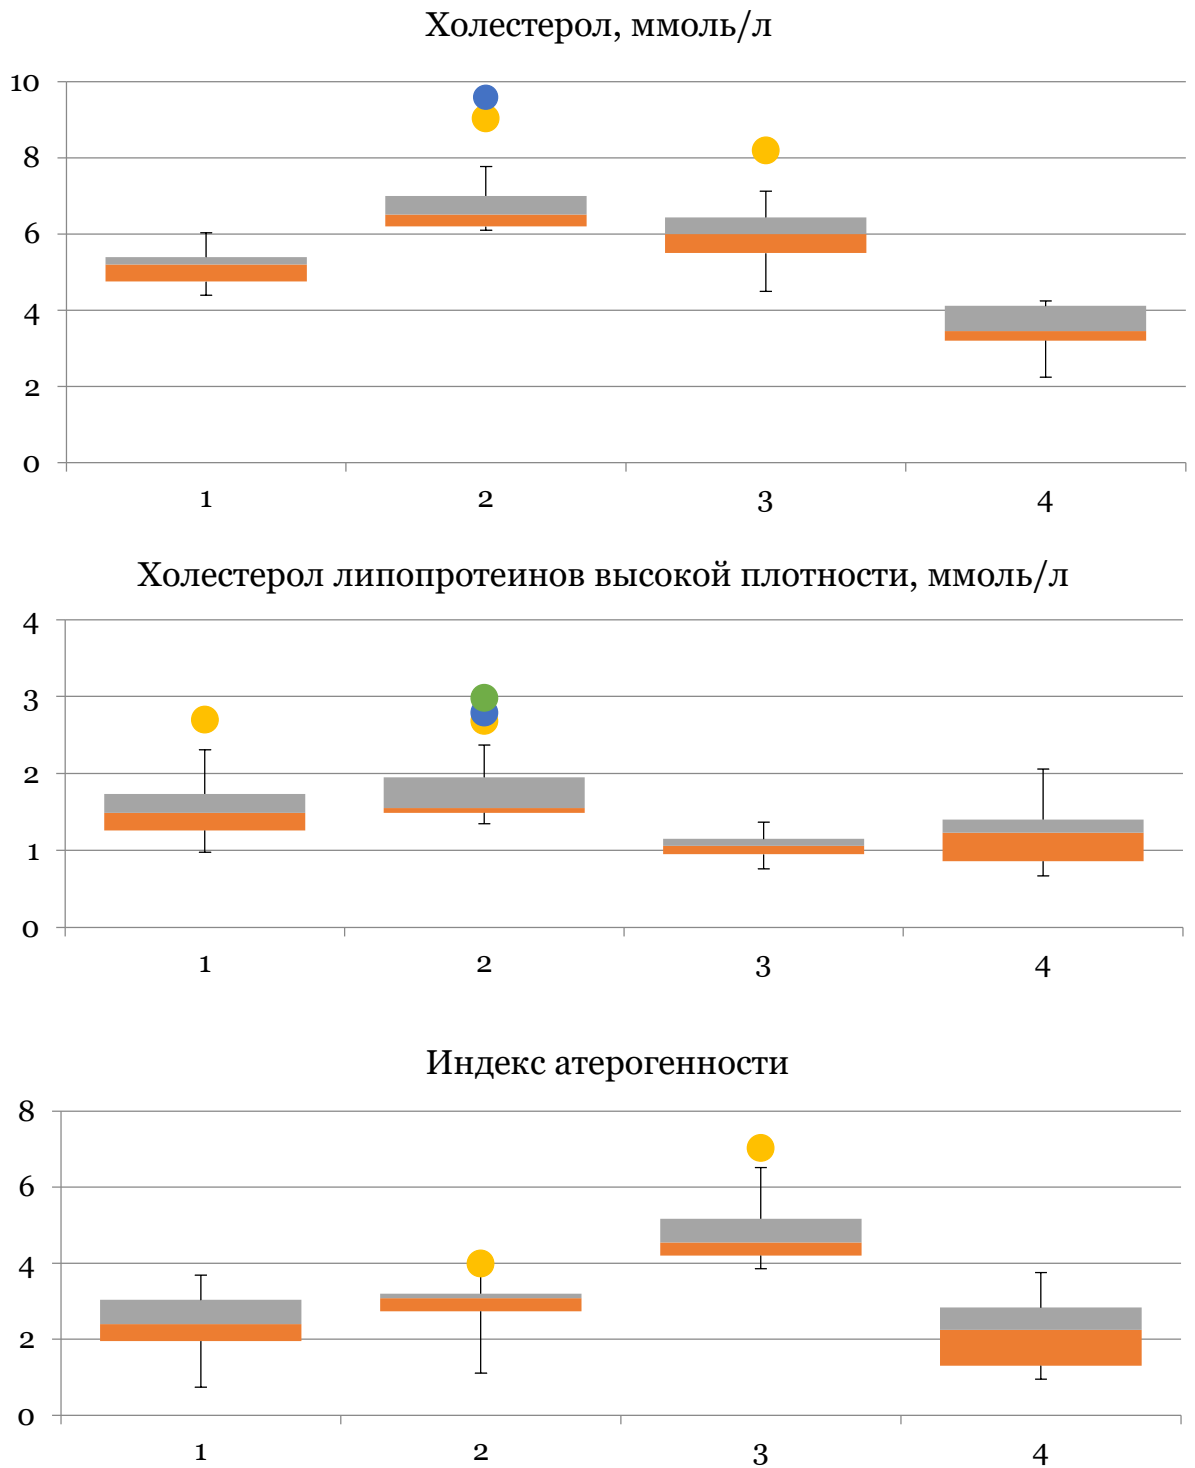 Холестерол, ммоль/л
10
8
6
4
2
0
1 2 3 4
Холестерол липопротеинов высокой плотности, ммоль/л
4
3
2
1
0
1 2 3 4
Индекс атерогенности
8
6
4
2
0
1 2 3 4